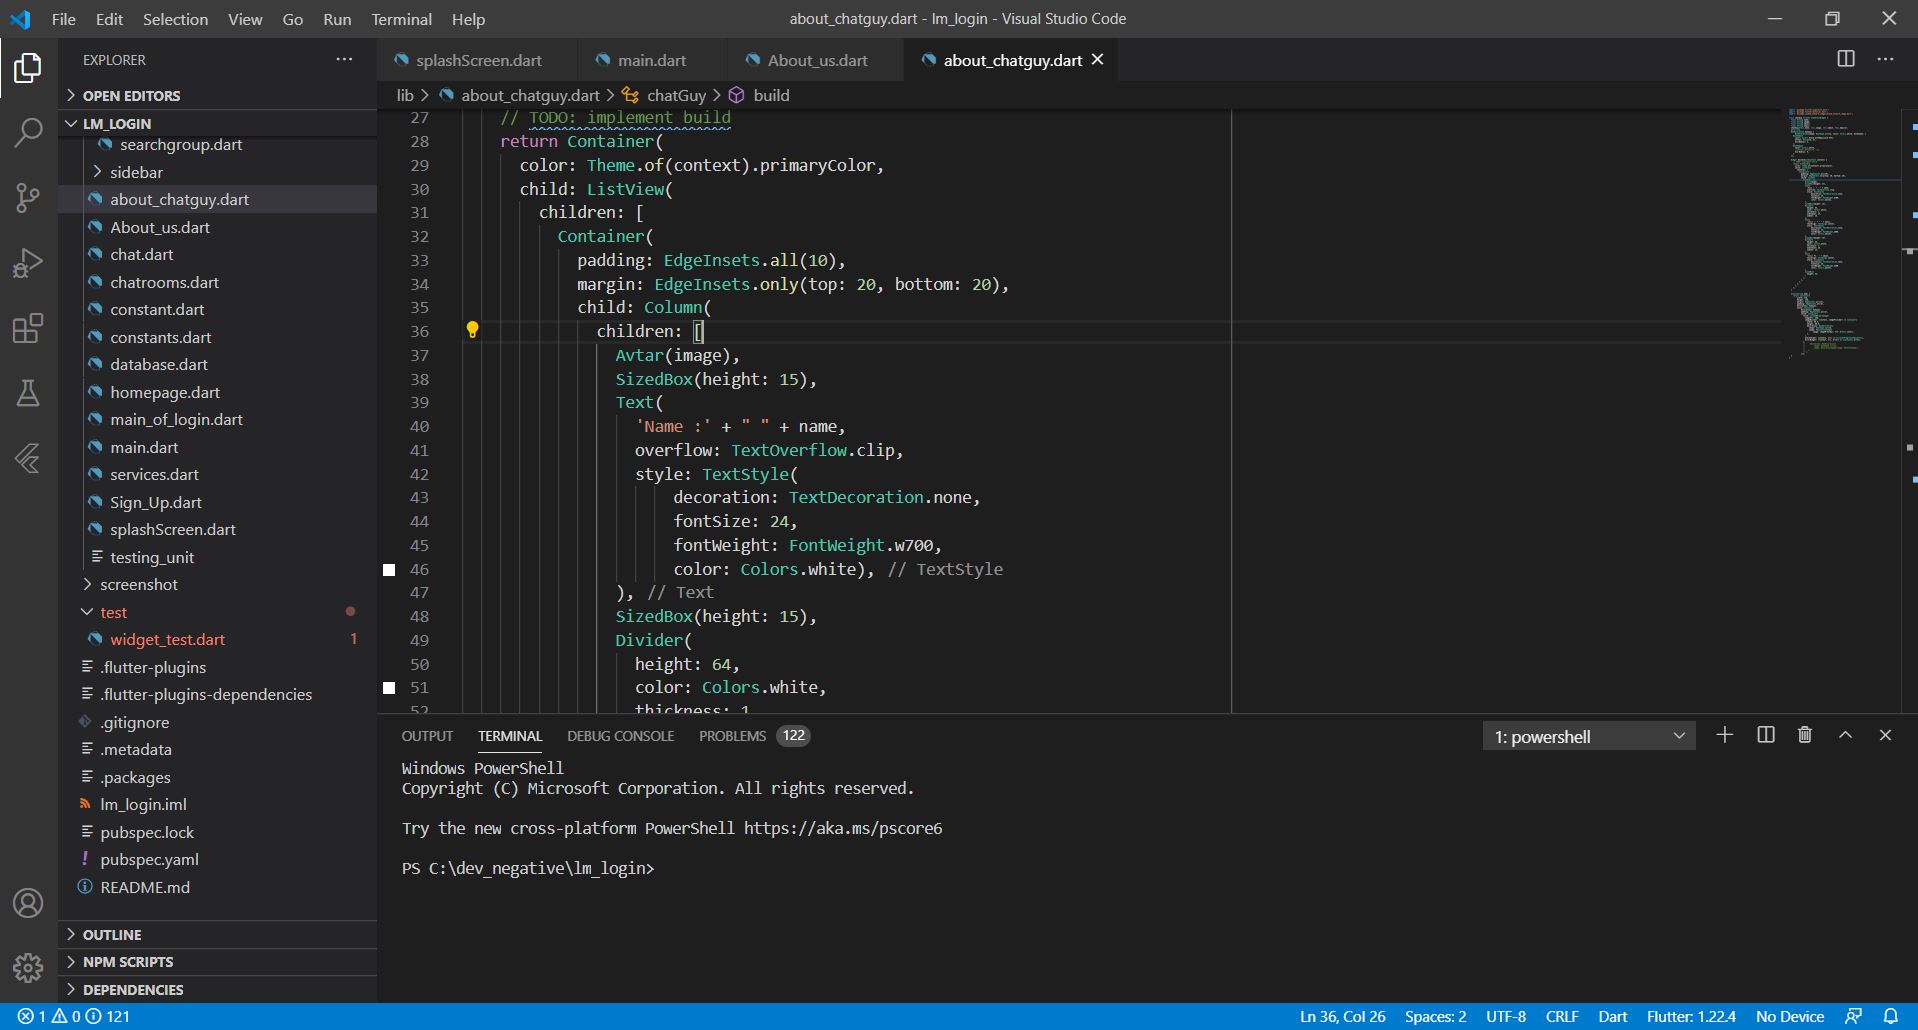 File Edit Selection View Go Run Terminal Help
about_chatguy.dart - lm_login - Visual Studio Code
EXPLORER
OPEN EDITORS
LM_LOGIN
searchgroup.dart
sidebar
about_chatguy.dart
About_us.dart
chat.dart
chatrooms.dart
constant.dart
constants.dart
database.dart
homepage.dart
main_of_login.dart
main.dart
services.dart
Sign_Up.dart
splashScreen.dart
testing_unit
screenshot
test
widget_test.dart 1
.flutter-plugins
.flutter-plugins-dependencies
.gitignore
.metadata
.packages
lm_login.iml
pubspec.lock
pubspec.yaml
README.md
OUTLINE
NPM SCRIPTS
DEPENDENCIES
splashScreen.dart main.dart About_us.dart about_chatguy.dart
lib > about_chatguy.dart > chatGuy > build
27 // TODO: implement build
28 return Container(
29 color: Theme.of(context).primaryColor,
30 child: ListView(
31 children: [
32 Container(
33 padding: EdgeInsets.all(10),
34 margin: EdgeInsets.only(top: 20, bottom: 20),
35 child: Column(
36 children: [
37 Avtar(image),
38 SizedBox(height: 15),
39 Text(
40 'Name :' + " " + name,
41 overflow: TextOverflow.clip,
42 style: TextStyle(
43 decoration: TextDecoration.none,
44 fontSize: 24,
45 fontWeight: FontWeight.w700,
46 color: Colors.white), // TextStyle
47 ), // Text
48 SizedBox(height: 15),
49 Divider(
50 height: 64,
51 color: Colors.white,
52 thickness: 1
OUTPUT TERMINAL DEBUG CONSOLE PROBLEMS 122
1: powershell
Windows PowerShell
Copyright (C) Microsoft Corporation. All rights reserved.
Try the new cross-platform PowerShell https://aka.ms/pscore6
PS C:\dev_negative\lm_login>
1 0 121
Ln 36, Col 26 Spaces: 2 UTF-8 CRLF Dart Flutter: 1.22.4 No Device